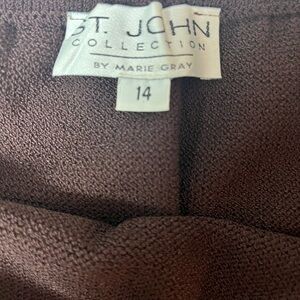 ST. JOHN
COLLECTION
BY MARIE GRAY
14